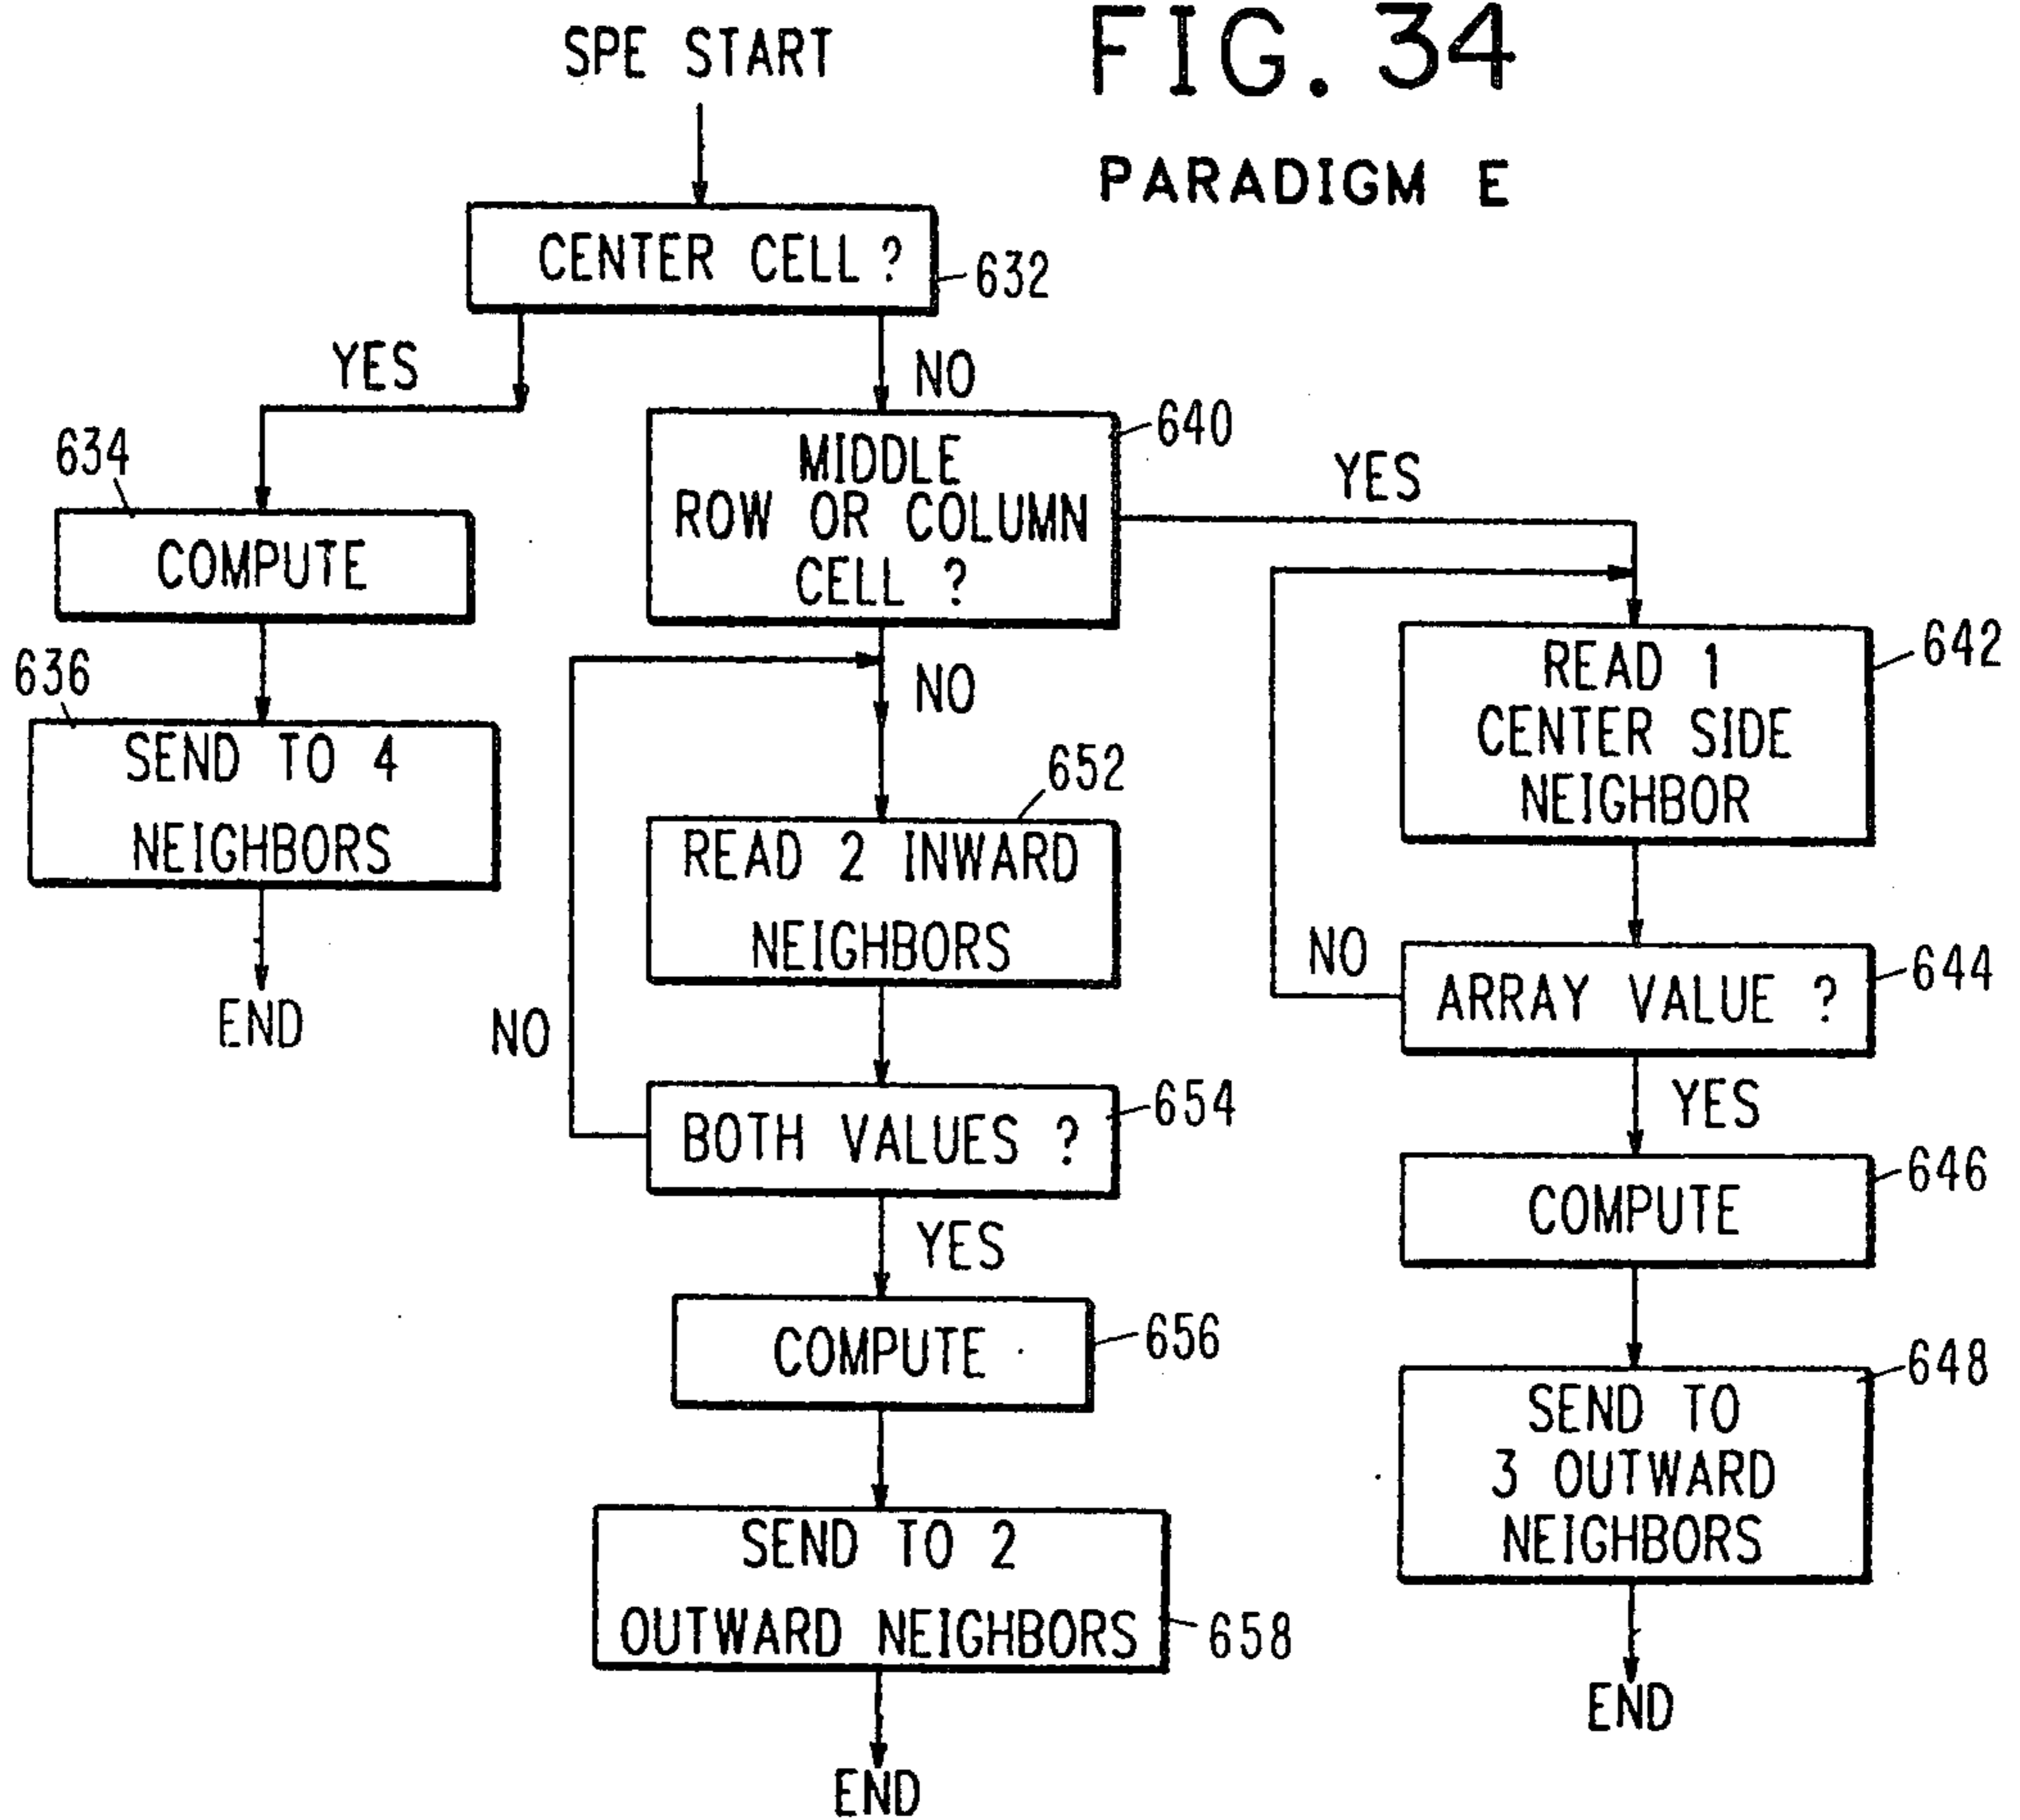 SPE START
FIG. 34
PARADIGM E
CENTER CELL ?
632
YES
NO
634
COMPUTE
636
SEND TO 4
NEIGHBORS
END
640
MIDDLE
ROW OR COLUMN
CELL ?
YES
NO
652
READ 2 INWARD
NEIGHBORS
NO
BOTH VALUES ?
654
YES
COMPUTE
656
SEND TO 2
OUTWARD NEIGHBORS
658
END
READ 1
CENTER SIDE
NEIGHBOR
642
NO
ARRAY VALUE ?
644
YES
COMPUTE
646
SEND TO
3 OUTWARD
NEIGHBORS
648
END